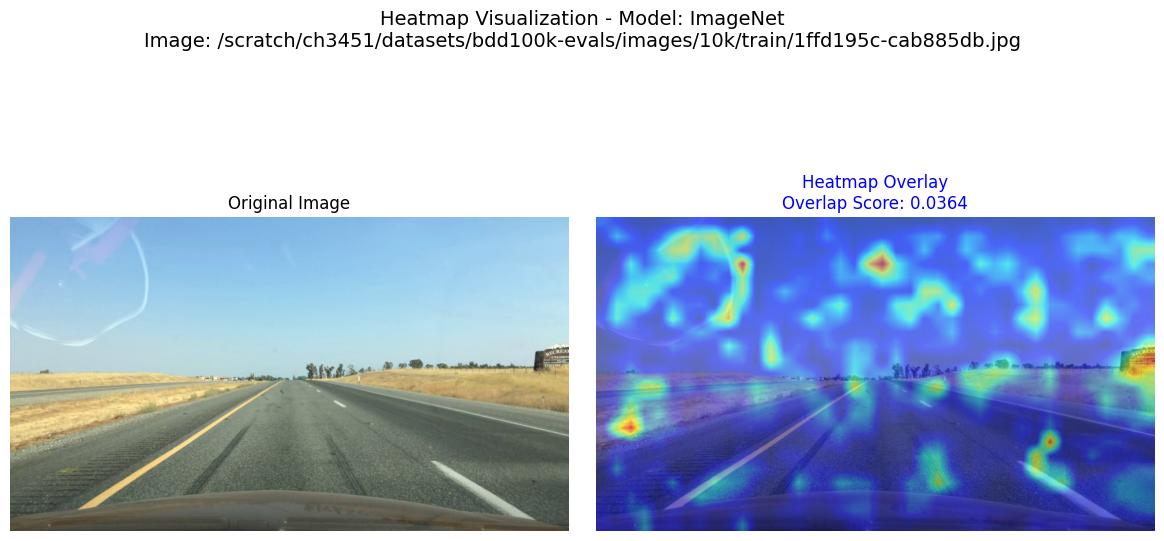 Heatmap Visualization - Model: ImageNet
Image: /scratch/ch3451/datasets/bdd100k-evals/images/10k/train/1ffd195c-cab885db.jpg
Original Image
Heatmap Overlay
Overlap Score: 0.0364